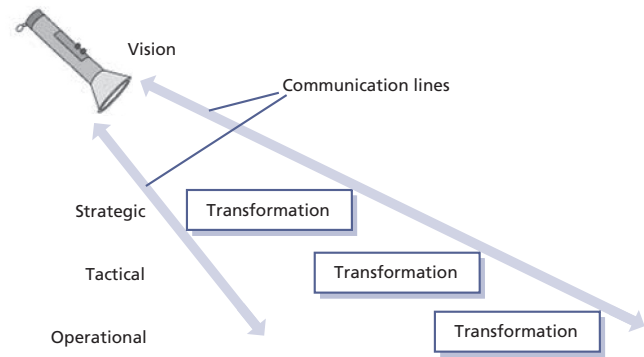 Vision
Communication lines
Strategic
Transformation
Tactical
Transformation
Operational
Transformation